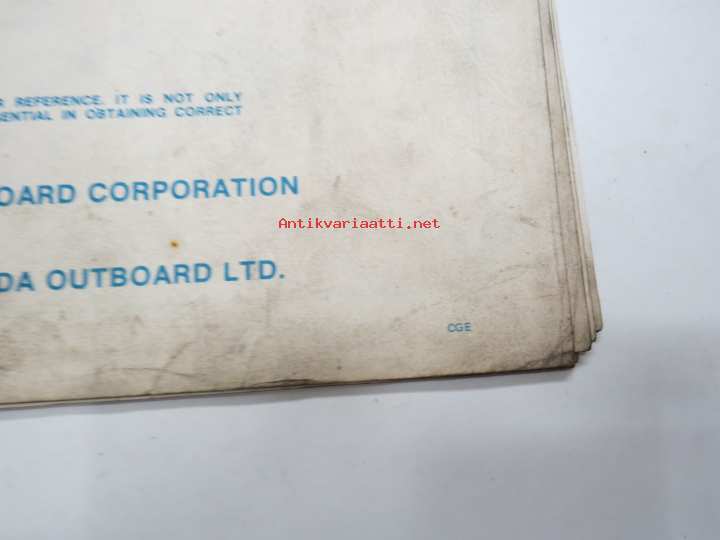 REFERENCE. IT IS NOT ONLY
SENTIAL IN OBTAINING CORRECT
OARD CORPORATION
Antikvariaatti.net
DA OUTBOARD LTD.
CGE